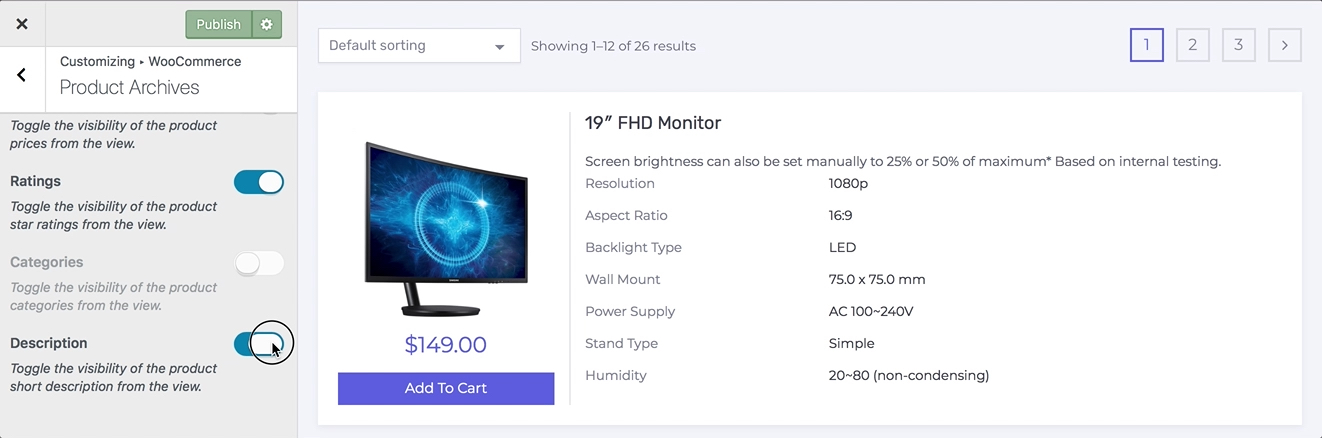 Publish
Customizing ▸ WooCommerce
Product Archives
Toggle the visibility of the product
prices from the view.
Ratings
Toggle the visibility of the product
star ratings from the view.
Categories
Toggle the visibility of the product
categories from the view.
Description
Toggle the visibility of the product
short description from the view.
Default sorting
Showing 1–12 of 26 results
1 2 3
19″ FHD Monitor
Screen brightness can also be set manually to 25% or 50% of maximum* Based on internal testing.
Resolution 1080p
Aspect Ratio 16:9
Backlight Type LED
Wall Mount 75.0 x 75.0 mm
Power Supply AC 100~240V
Stand Type Simple
Humidity 20~80 (non-condensing)
$149.00
Add To Cart